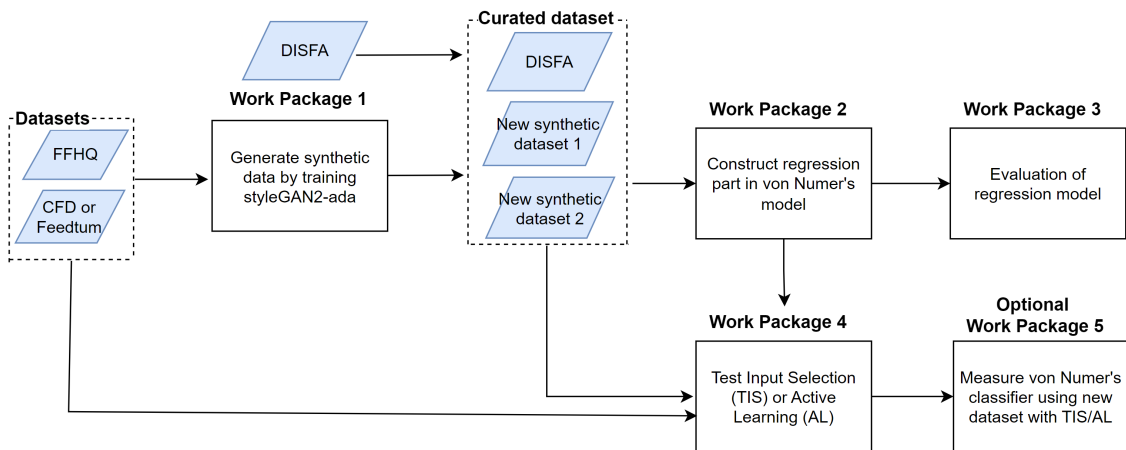 Curated dataset
DISFA
DISFA
Work Package 1
Datasets
FFHQ
CFD or
Feedtum
Generate synthetic
data by training
styleGAN2-ada
New synthetic
dataset 1
New synthetic
dataset 2
Work Package 2
Construct regression
part in von Numer's
model
Work Package 3
Evaluation of
regression model
Work Package 4
Test Input Selection
(TIS) or Active
Learning (AL)
Optional
Work Package 5
Measure von Numer's
classifier using new
dataset with TIS/AL